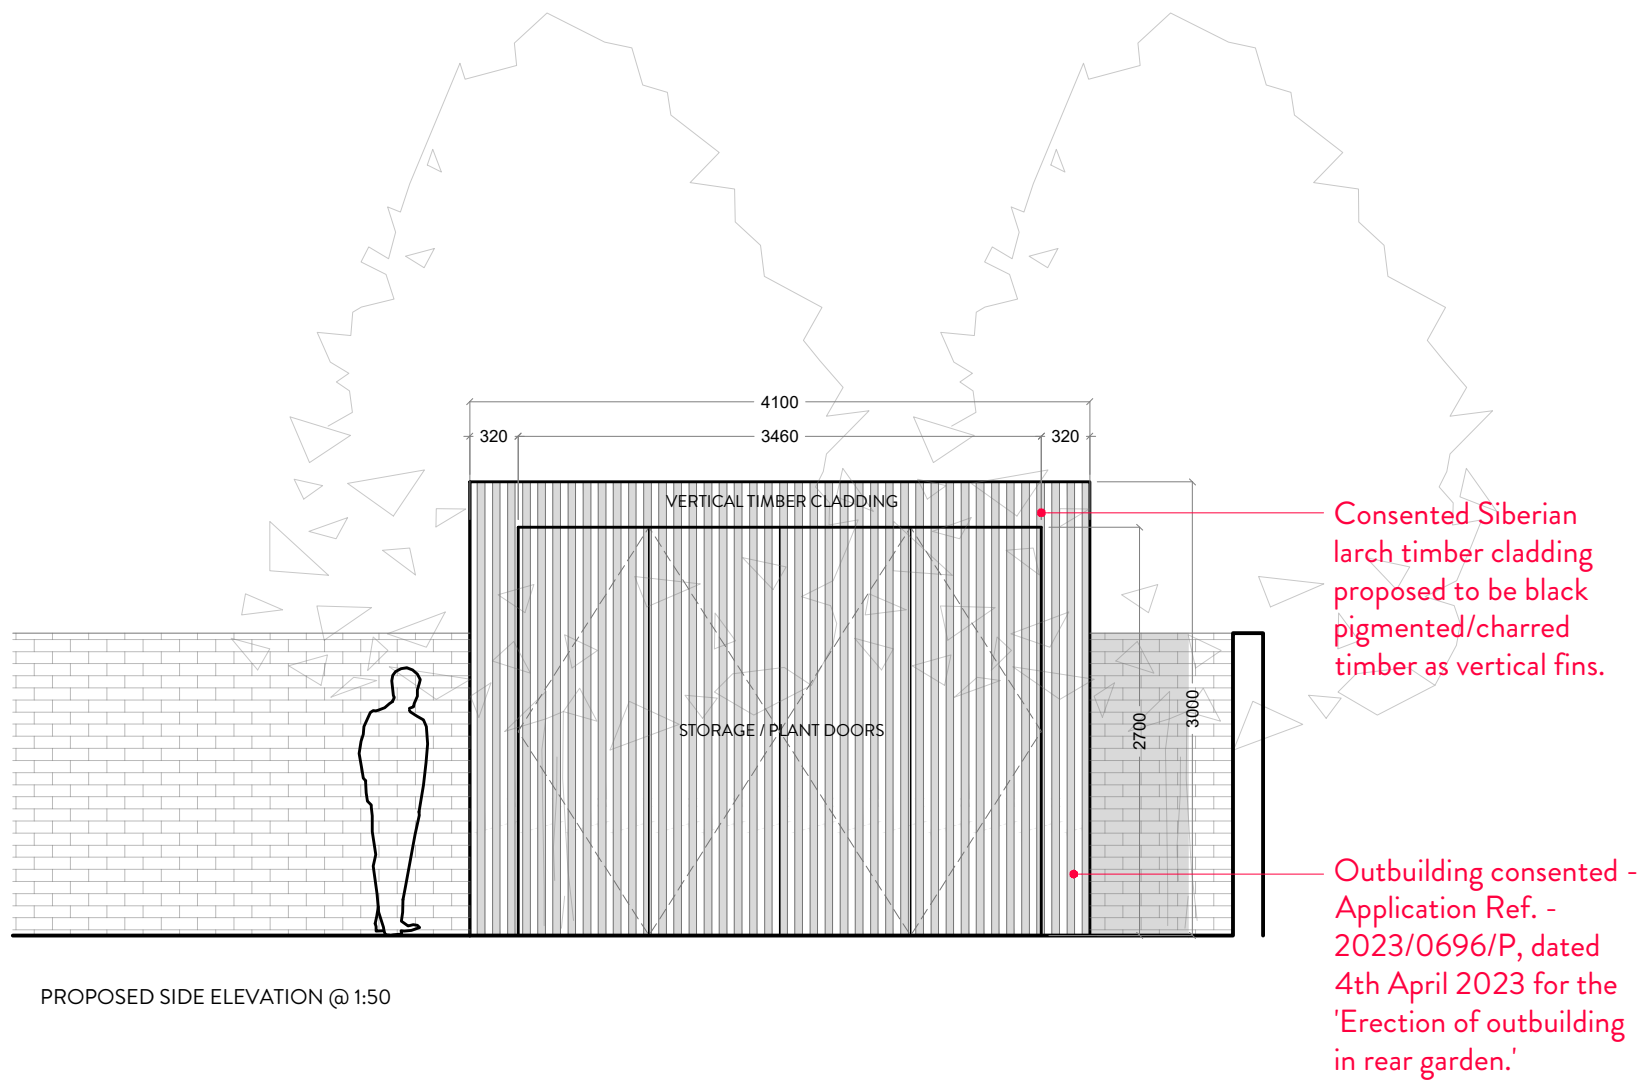 4100
320
3460
320
VERTICAL TIMBER CLADDING
Consented Siberian
larch timber cladding
proposed to be black
pigmented/charred
timber as vertical fins.
2700
3000
STORAGE / PLANT DOORS
Outbuilding consented -
Application Ref. -
2023/0696/P, dated
4th April 2023 for the
'Erection of outbuilding
in rear garden.'
PROPOSED SIDE ELEVATION @ 1:50